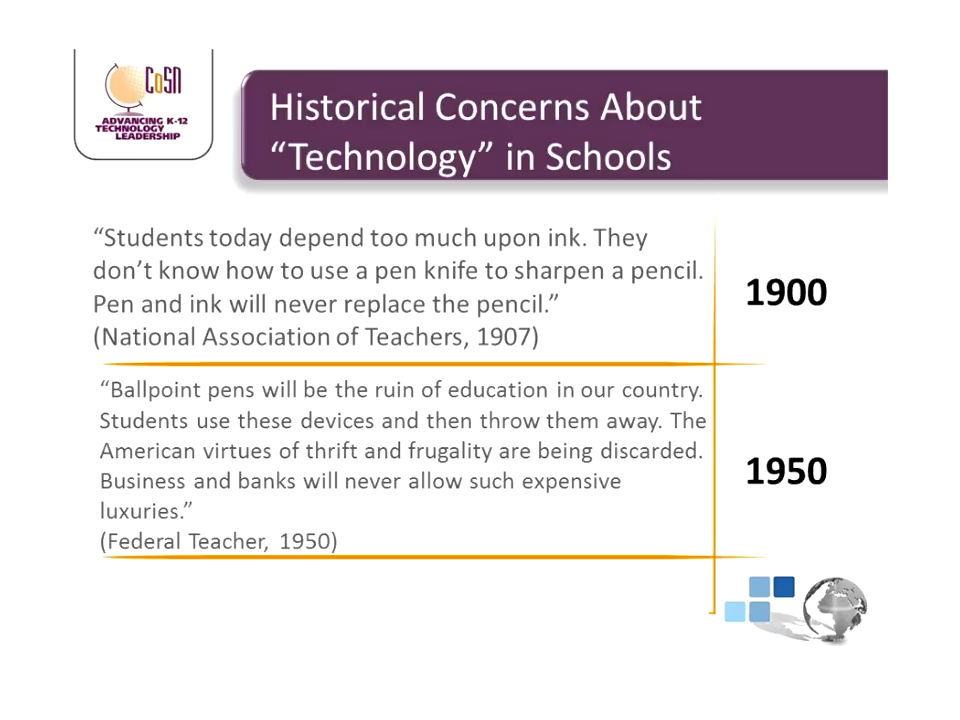 CoSN
ADVANCING K-12
TECHNOLOGY
LEADERSHIP
Historical Concerns About
“Technology” in Schools
“Students today depend too much upon ink. They
don’t know how to use a pen knife to sharpen a pencil.
Pen and ink will never replace the pencil.”
(National Association of Teachers, 1907)
1900
“Ballpoint pens will be the ruin of education in our country.
Students use these devices and then throw them away. The
American virtues of thrift and frugality are being discarded.
Business and banks will never allow such expensive
luxuries.”
(Federal Teacher, 1950)
1950